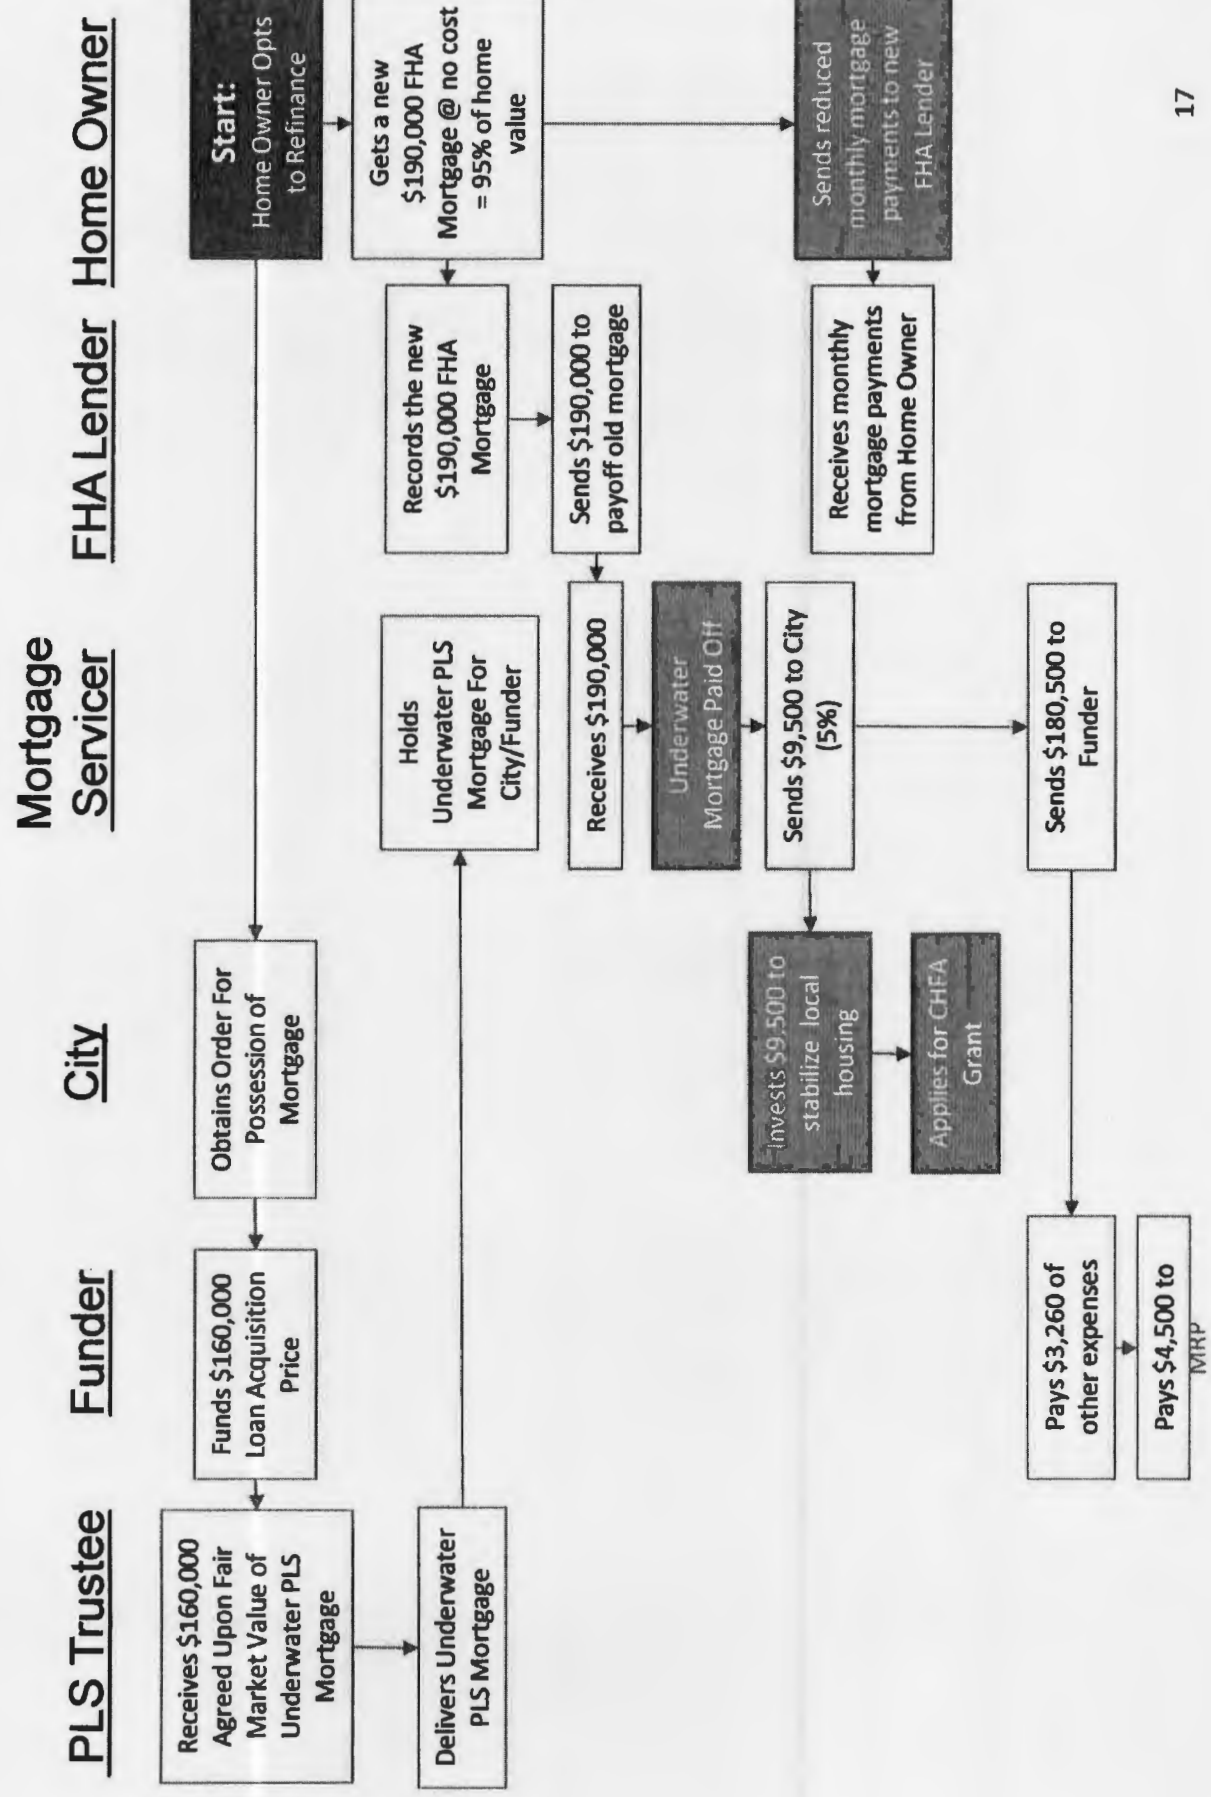 PLS Trustee
Receives $160,000
Agreed Upon Fair
Market Value of
Underwater PLS
Mortgage
Delivers Underwater
PLS Mortgage
Funder
Funds $160,000
Loan Acquisition
Price
Pays $3,260 of
other expenses
Pays $4,500 to
MRP
City
Obtains Order For
Possession of
Mortgage
Invests $9,500 to
stabilize local
housing
Applies for CHFA
Grant
Mortgage
Servicer
Holds
Underwater PLS
Mortgage For
City/Funder
Receives $190,000
Underwater
Mortgage Paid Off
Sends $9,500 to City
(5%)
Sends $180,500 to
Funder
FHA Lender
Records the new
$190,000 FHA
Mortgage
Sends $190,000 to
payoff old mortgage
Receives monthly
mortgage payments
from Home Owner
Home Owner
Start:
Home Owner Opts
to Refinance
Gets a new
$190,000 FHA
Mortgage @ no cost
= 95% of home
value
Sends reduced
monthly mortgage
payments to new
FHA Lender
17